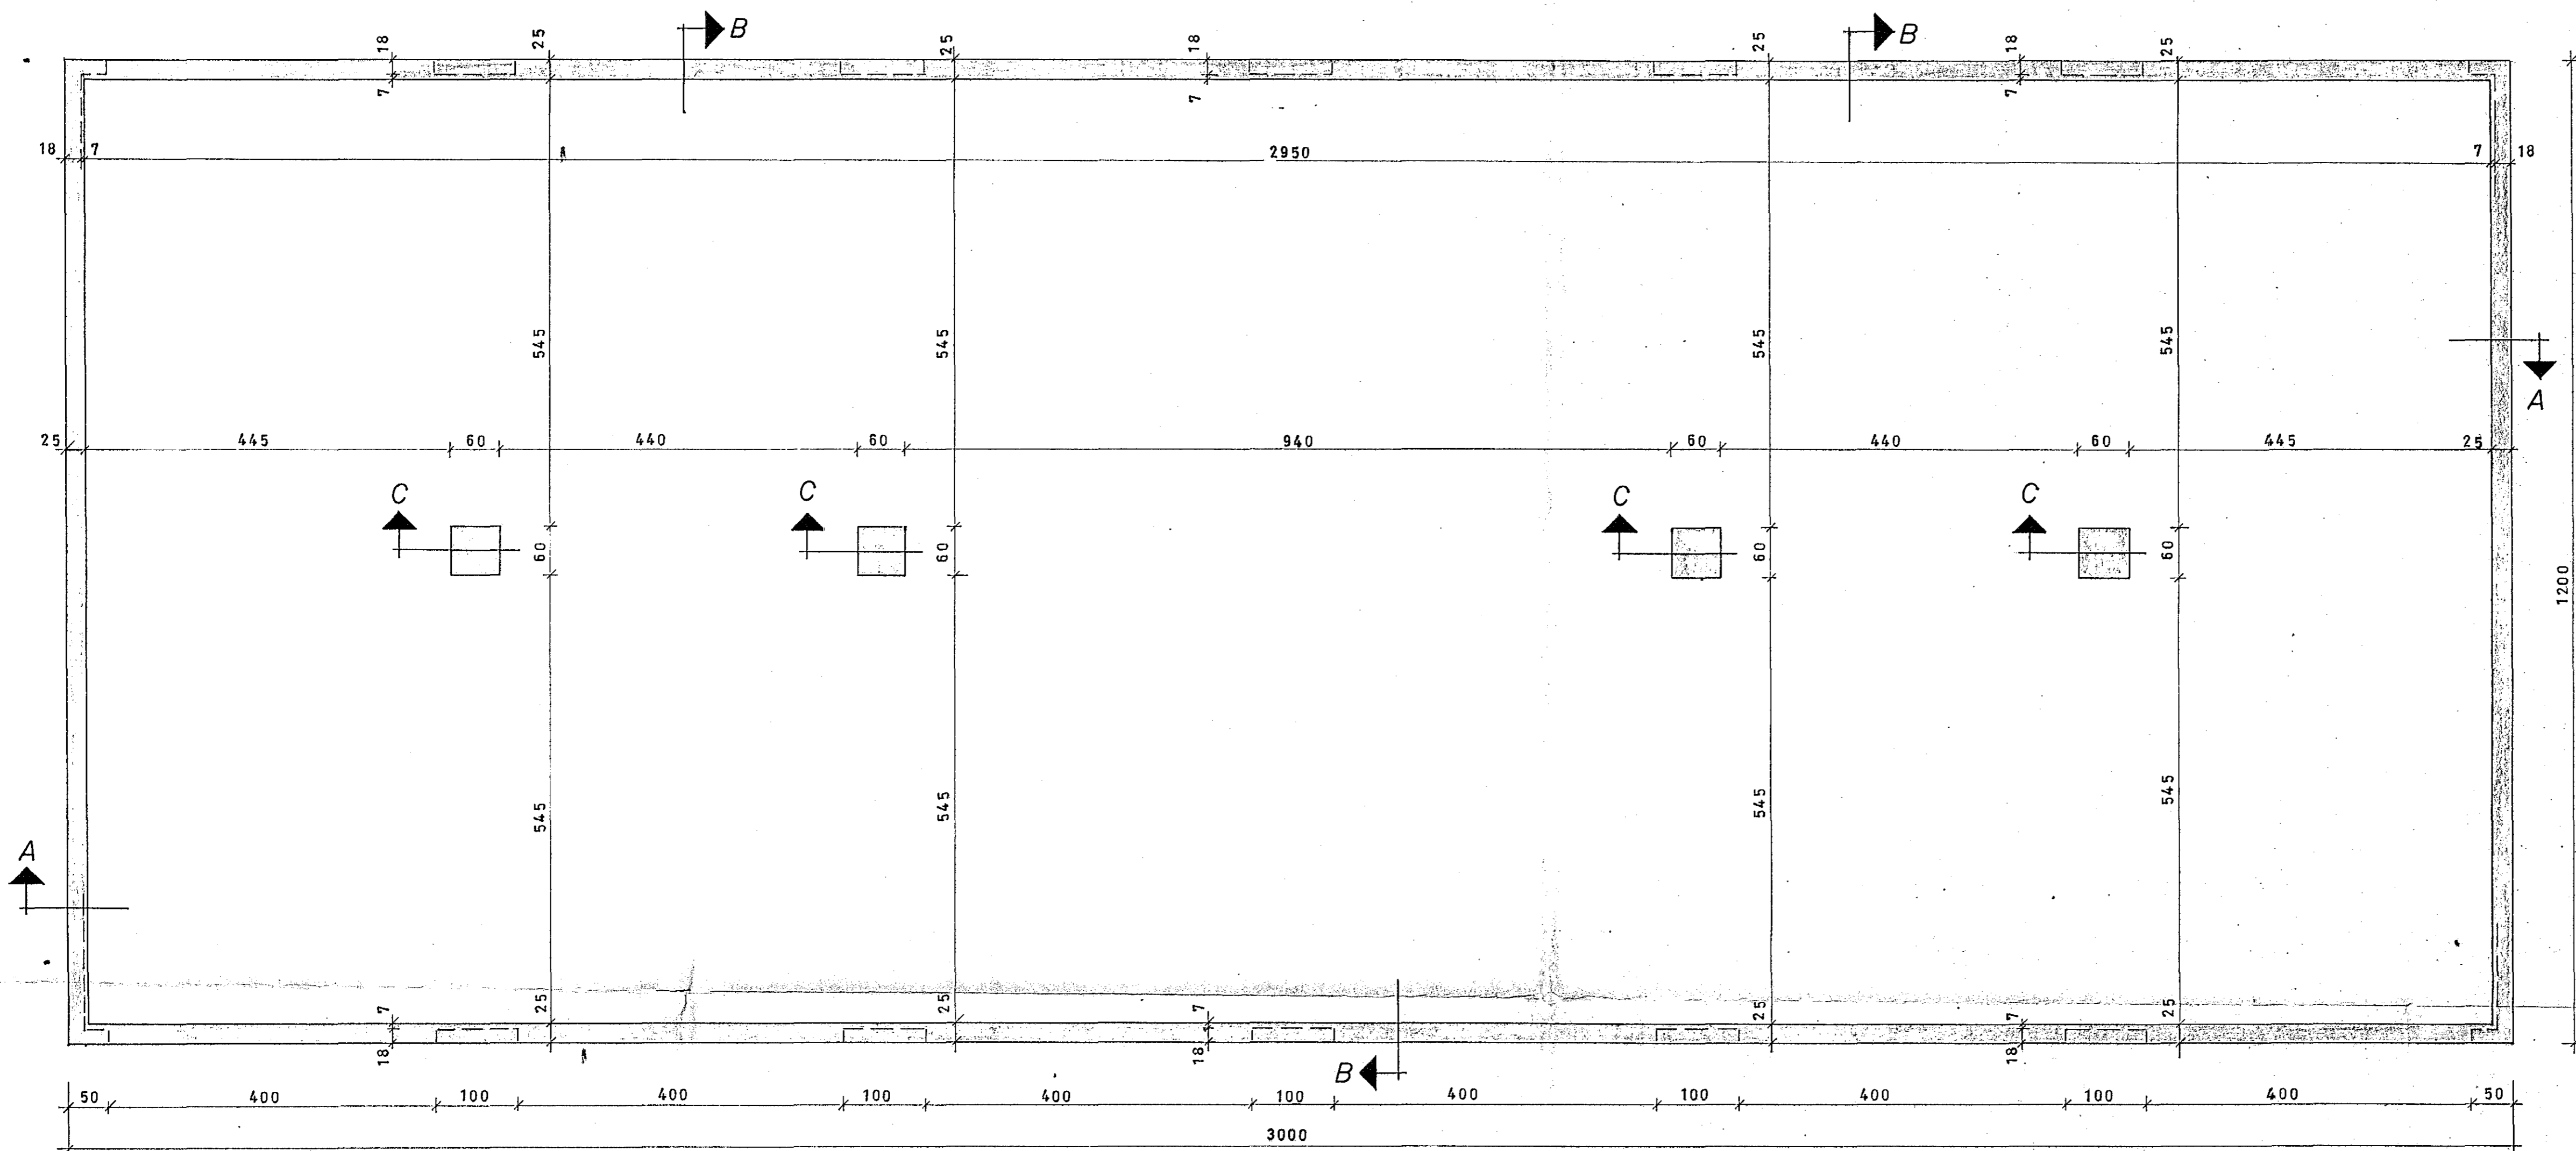 18 25 B 25 18 25 B 18 25
7 7 7
18 7 2950 7 18
545 545 545 545
A
25 445 60 440 60 940 60 440 60 445 25
C C C C
60 60 60 60
1200
545 545 545 545
A
7 25 25 7 25 7 25
18 18 18
B
50 400 100 400 100 400 100 400 100 400 100 400 50
3000